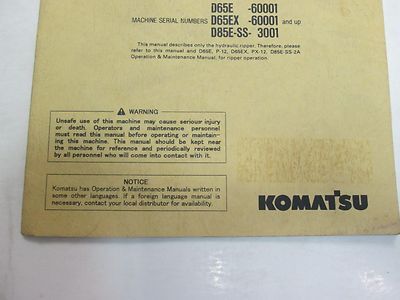 D65E -60001
MACHINE SERIAL NUMBERS D65EX -60001 and up
D85E-SS- 3001
This manual describes only the hydraulic ripper. Therefore, please
refer to this manual and D65E, P-12, D65EX, PX-12, D85E-SS-2A
Operation & Maintenance Manual, for ripper operation.
WARNING
Unsafe use of this machine may cause seriour injury
or death. Operators and maintenance personnel
must read this manual before operating or maintain-
ing this machine. This manual should be kept near
the machine for reference and periodically reviewed
by all personnel who will come into contact with it.
NOTICE
Komatsu has Operation & Maintenance Manuals written in
some other languages. If a foreign language manual is
necessary, contact your local distributor for availability.
KOMATSU